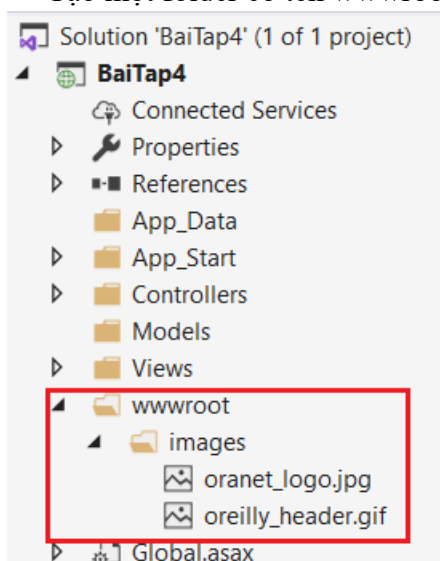 Solution 'BaiTap4' (1 of 1 project)
BaiTap4
Connected Services
Properties
References
App_Data
App_Start
Controllers
Models
Views
wwwroot
images
oranet_logo.jpg
oreilly_header.gif
Global.asax